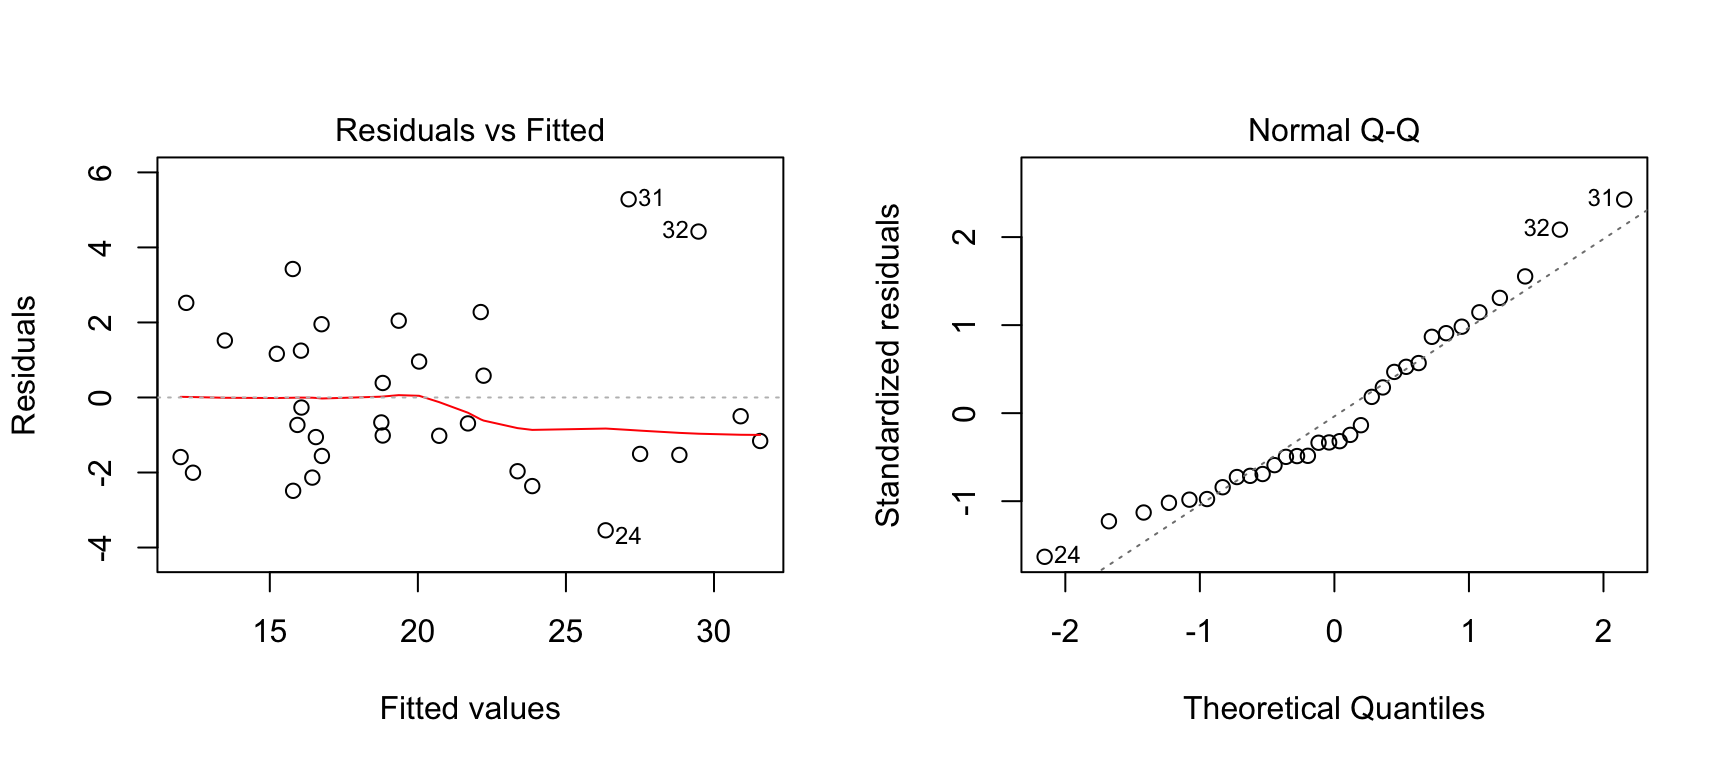 Residuals vs Fitted
Residuals
6
4
2
0
-2
-4
31
32
24
15 20 25 30
Fitted values
Normal Q-Q
Standardized residuals
2
1
0
-1
31
32
24
-2 -1 0 1 2
Theoretical Quantiles